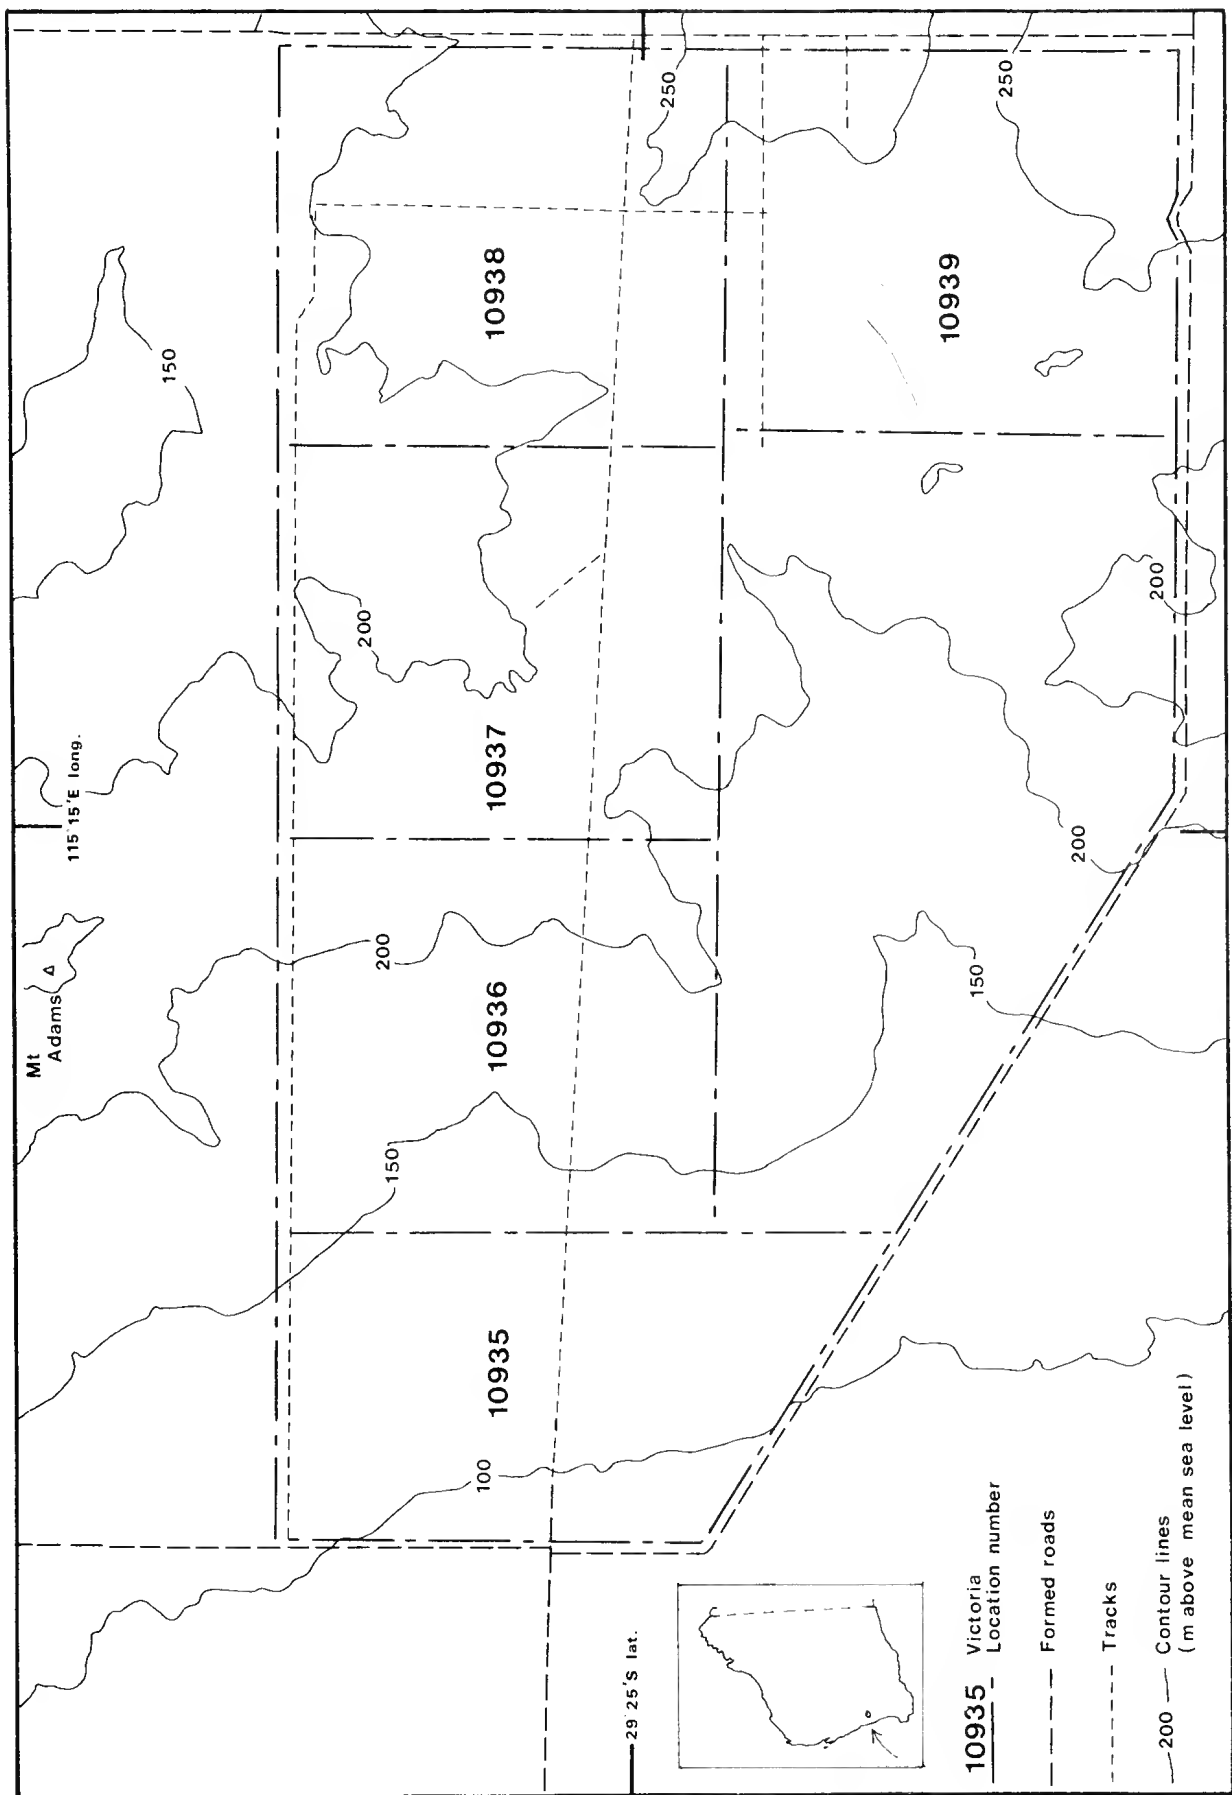 Mt
Adams
115°15'E long.
150
250
250
200
200
150
200
200
150
100
10938
10937
10936
10935
10939
29°25'S lat.
10935 Victoria
Location number
Formed roads
Tracks
200 Contour lines
(m above mean sea level)